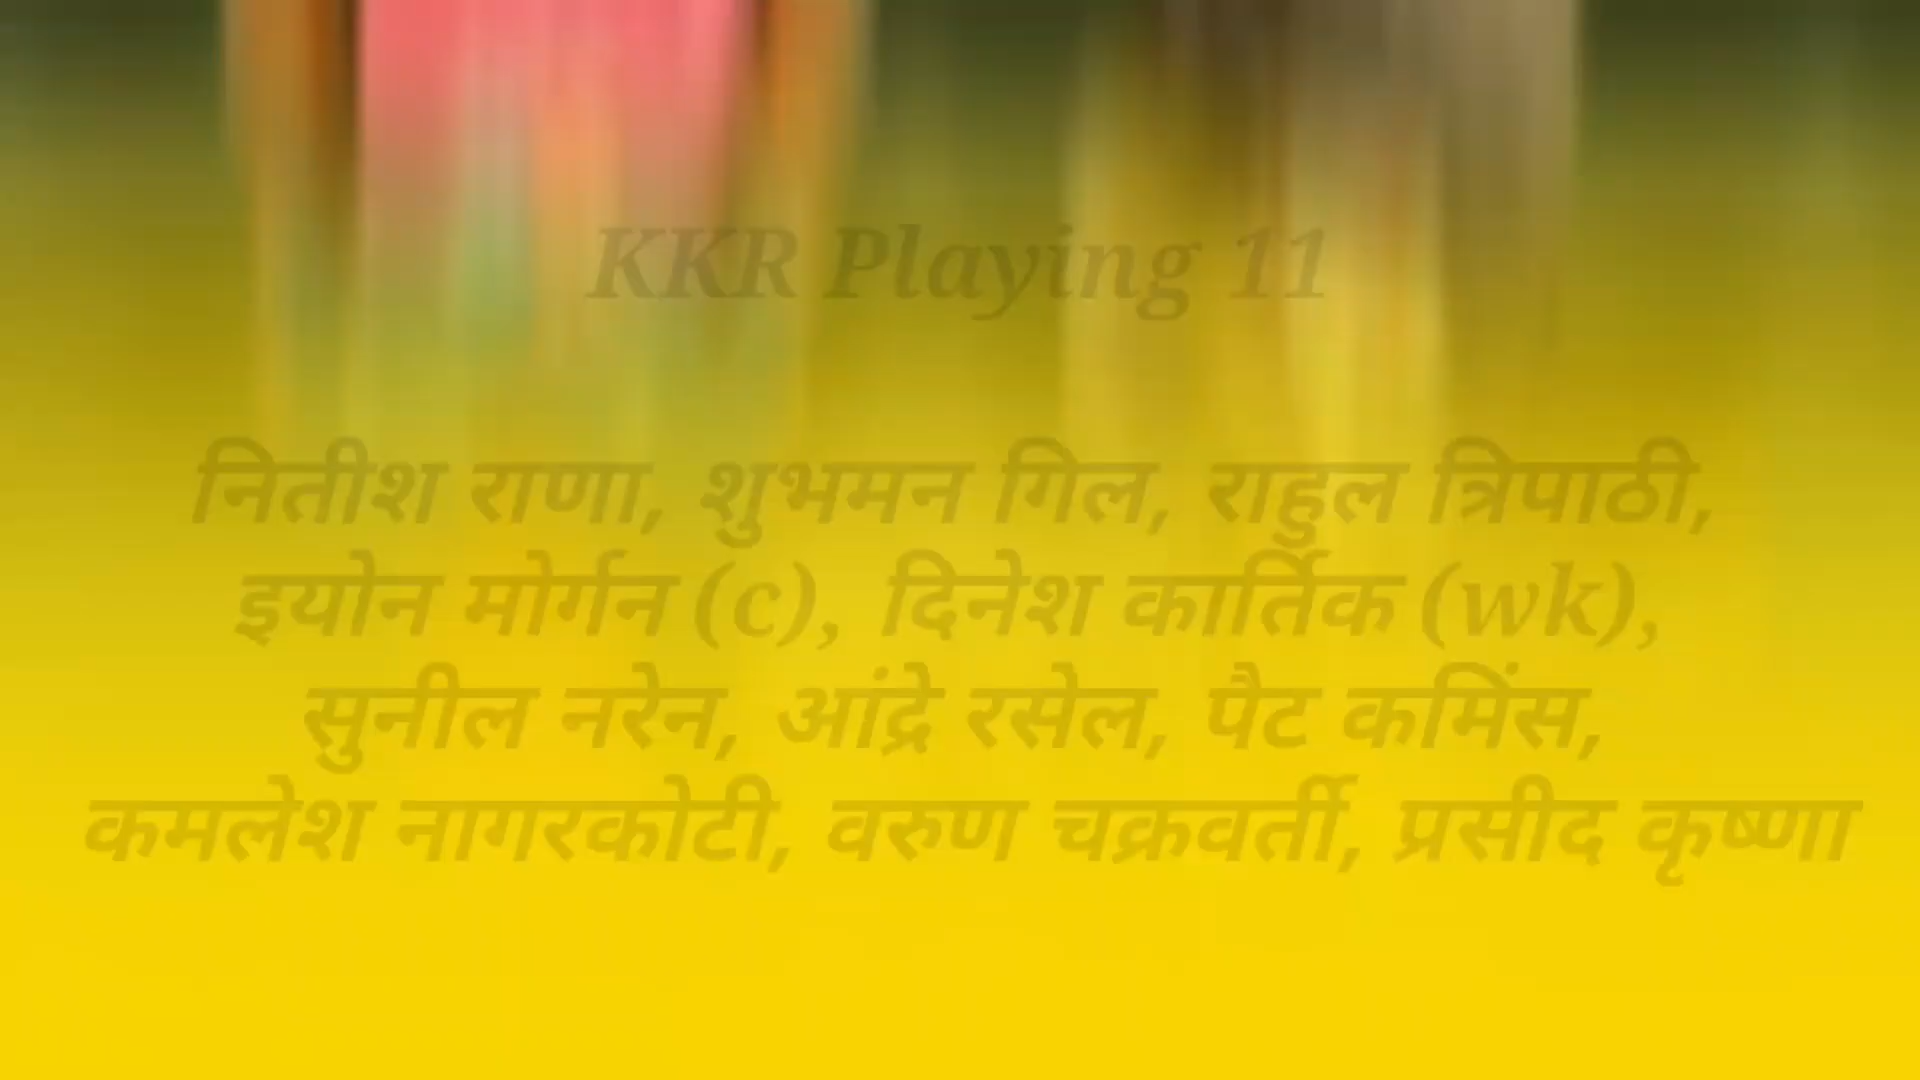 KKR Playing 11
नितीश राणा, शुभमन गिल, राहुल त्रिपाठी,
इयोन मोर्गन (c), दिनेश कार्तिक (wk),
सुनील नरेन, आंद्रे रसेल, पैट कमिंस,
कमलेश नागरकोटी, वरुण चक्रवर्ती, प्रसीद कृष्णा